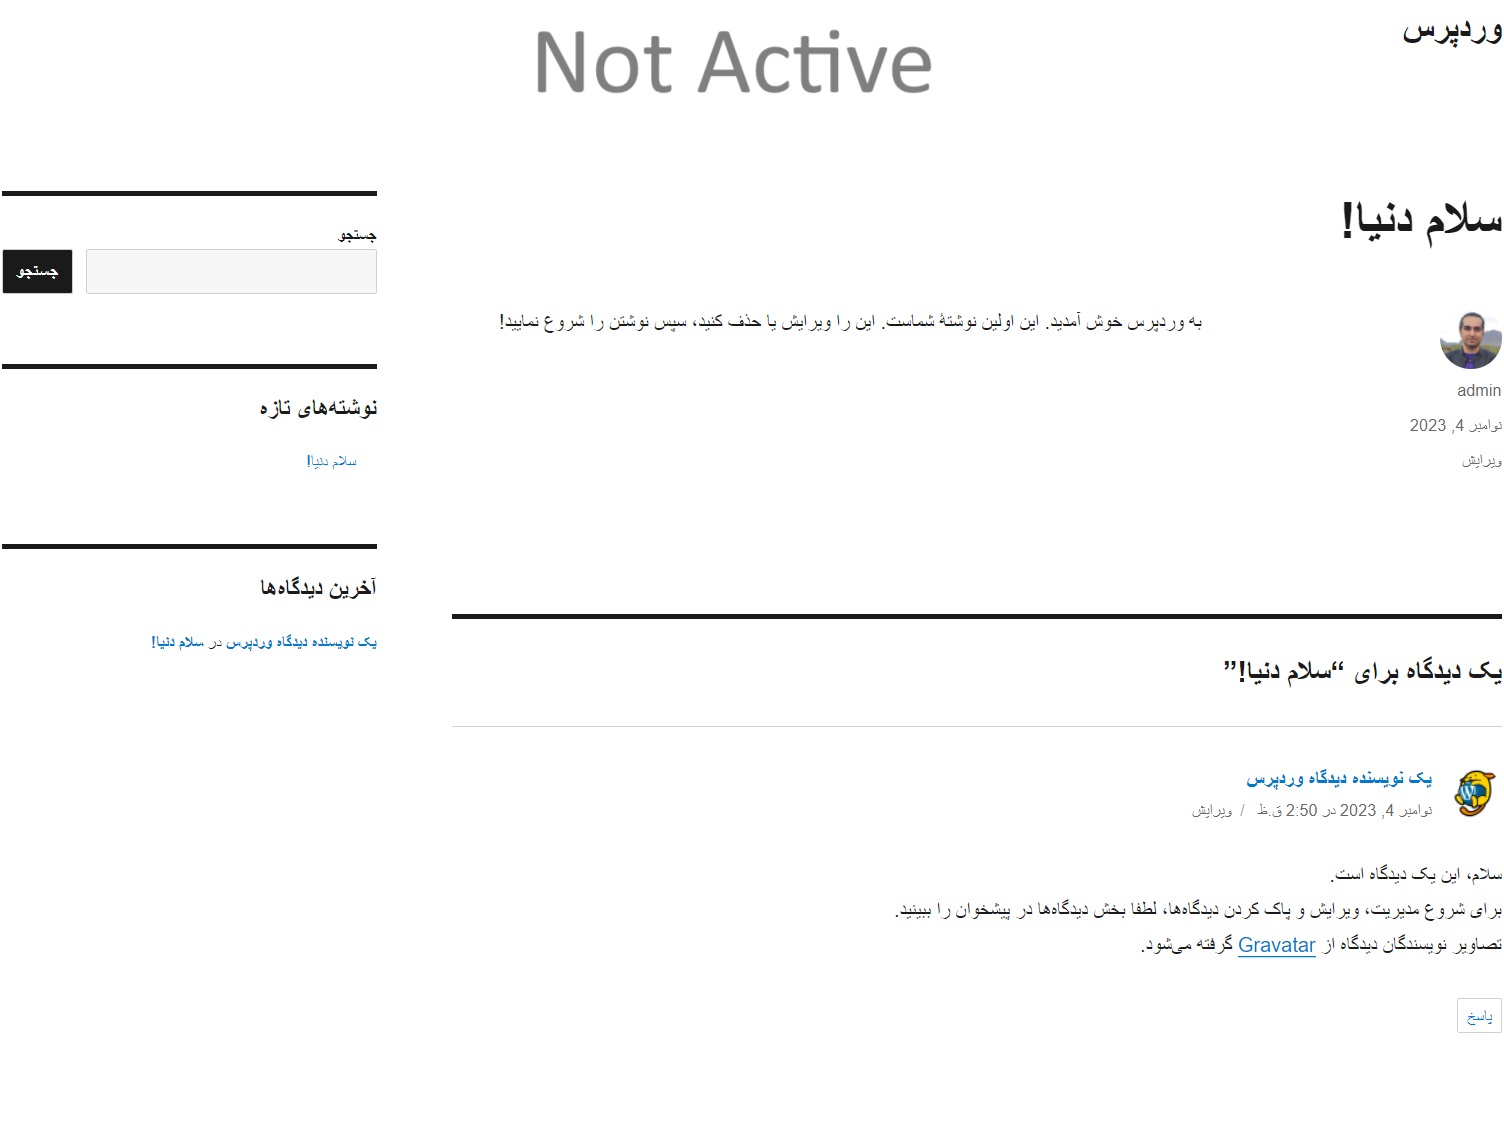 وردپرس
Not Active
سلام دنیا!
admin
نوامبر 4, 2023
ویرایش
به وردپرس خوش آمدید. این اولین نوشتهٔ شماست. این را ویرایش یا حذف کنید، سپس نوشتن را شروع نمایید!
یک دیدگاه برای “سلام دنیا!”
یک نویسنده دیدگاه وردپرس
نوامبر 4, 2023 در 2:50 ق.ظ / ویرایش
سلام، این یک دیدگاه است.
برای شروع مدیریت، ویرایش و پاک کردن دیدگاه‌ها، لطفا بخش دیدگاه‌ها در پیشخوان را ببینید.
تصاویر نویسندگان دیدگاه از Gravatar گرفته می‌شود.
پاسخ
جستجو
جستجو
نوشته‌های تازه
سلام دنیا!
آخرین دیدگاه‌ها
یک نویسنده دیدگاه وردپرس در سلام دنیا!